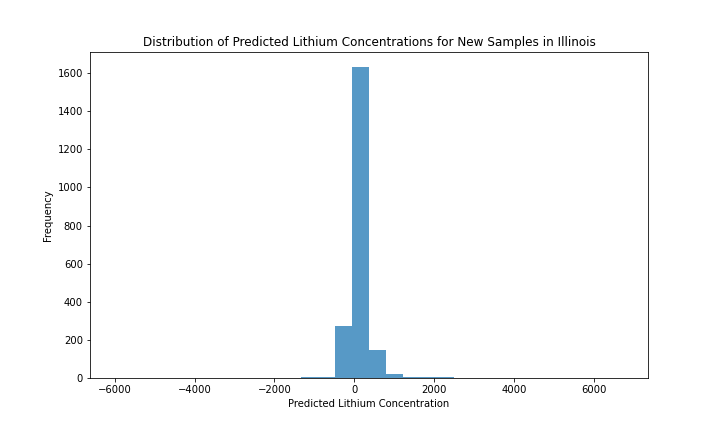 Distribution of Predicted Lithium Concentrations for New Samples in Illinois
1600
1400
1200
1000
800
600
400
200
0
Frequency
−6000 −4000 −2000 0 2000 4000 6000
Predicted Lithium Concentration